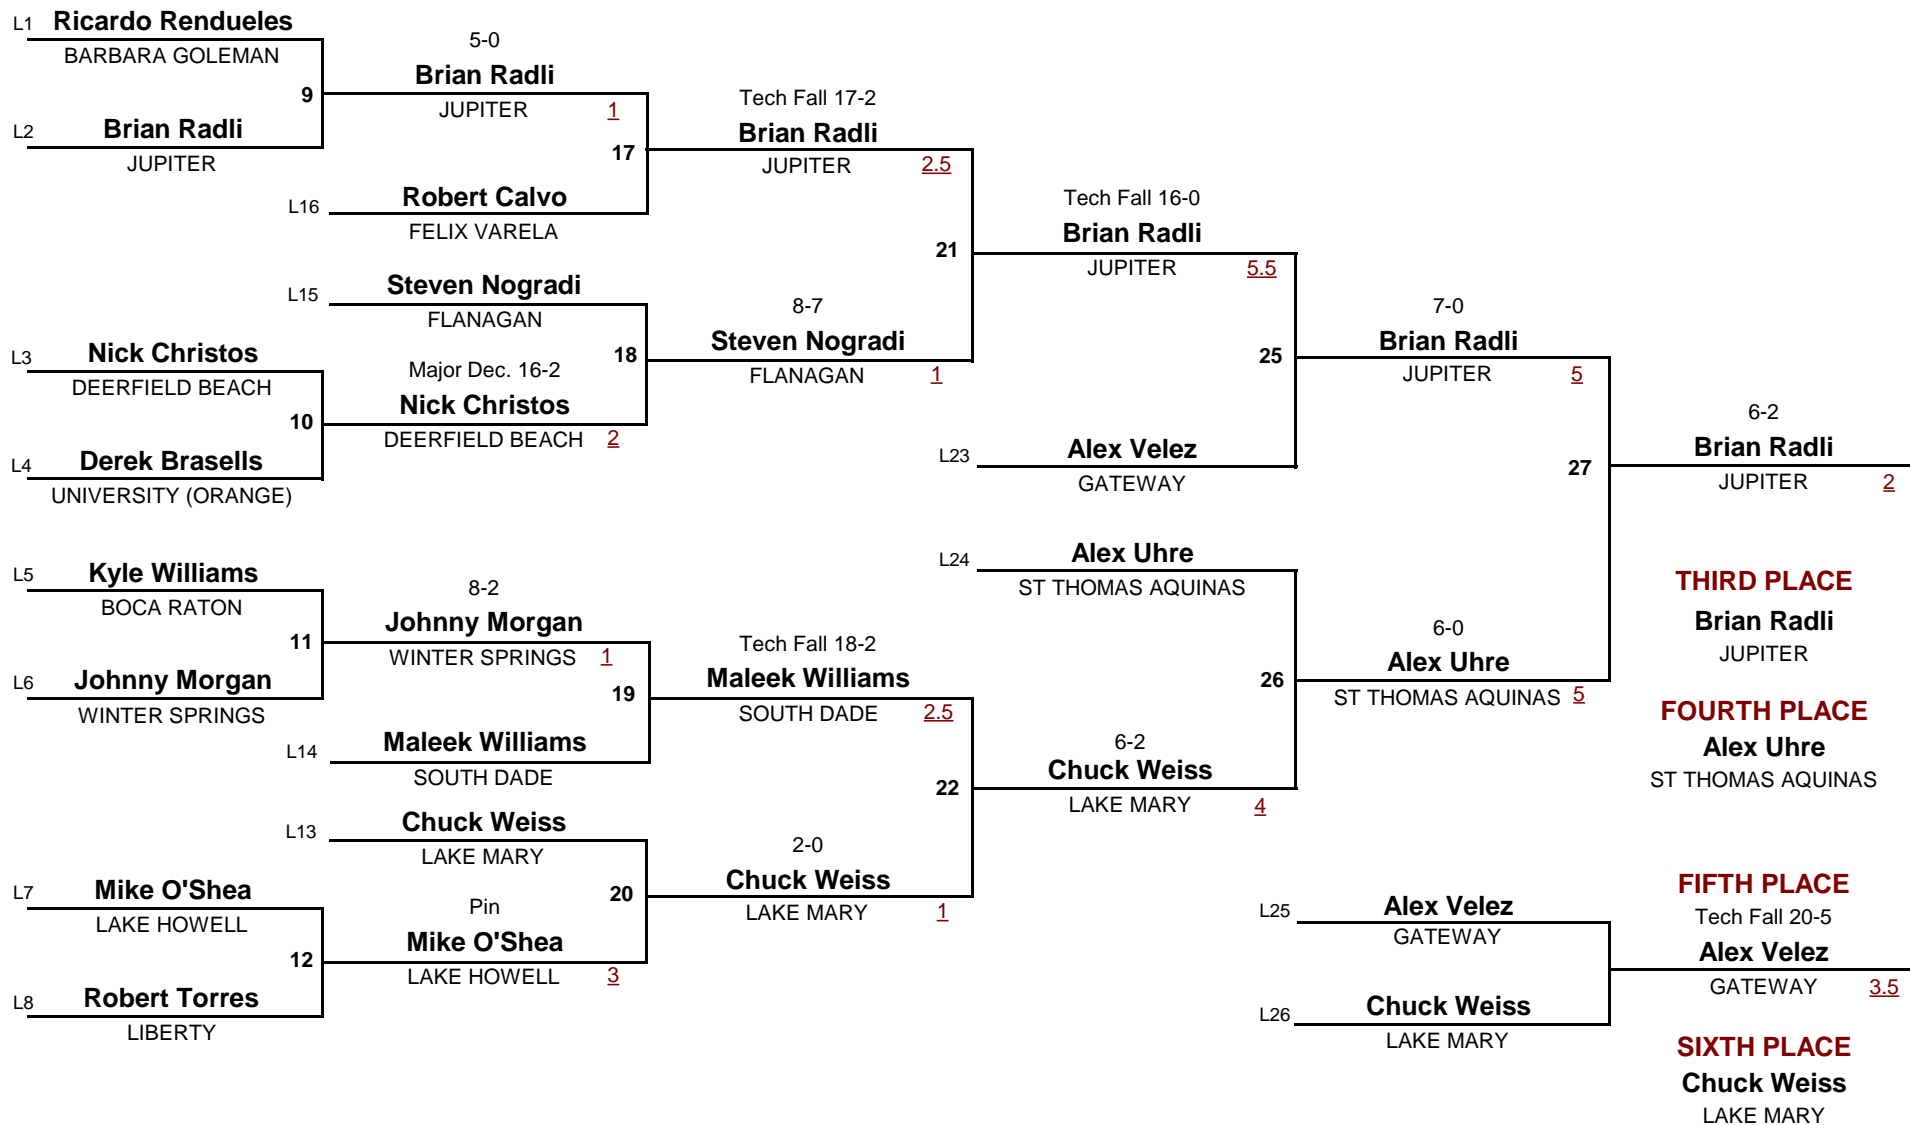 L1 Ricardo Rendueles
BARBARA GOLEMAN
9
L2 Brian Radli
JUPITER
5-0
Brian Radli
JUPITER 1
17
L16 Robert Calvo
FELIX VARELA
Tech Fall 17-2
Brian Radli
JUPITER 2.5
21
L15 Steven Nogradi
FLANAGAN
18
L3 Nick Christos
DEERFIELD BEACH
10
L4 Derek Brasells
UNIVERSITY (ORANGE)
Major Dec. 16-2
Nick Christos
DEERFIELD BEACH 2
8-7
Steven Nogradi
FLANAGAN 1
Tech Fall 16-0
Brian Radli
JUPITER 5.5
25
L23 Alex Velez
GATEWAY
7-0
Brian Radli
JUPITER 5
27
6-2
Brian Radli
JUPITER 2
L5 Kyle Williams
BOCA RATON
11
L6 Johnny Morgan
WINTER SPRINGS
8-2
Johnny Morgan
WINTER SPRINGS 1
19
L14 Maleek Williams
SOUTH DADE
Tech Fall 18-2
Maleek Williams
SOUTH DADE 2.5
22
L13 Chuck Weiss
LAKE MARY
20
L7 Mike O'Shea
LAKE HOWELL
12
L8 Robert Torres
LIBERTY
Pin
Mike O'Shea
LAKE HOWELL 3
2-0
Chuck Weiss
LAKE MARY 1
L24 Alex Uhre
ST THOMAS AQUINAS
26
6-2
Chuck Weiss
LAKE MARY 4
6-0
Alex Uhre
ST THOMAS AQUINAS 5
THIRD PLACE
Brian Radli
JUPITER
FOURTH PLACE
Alex Uhre
ST THOMAS AQUINAS
L25 Alex Velez
GATEWAY
L26 Chuck Weiss
LAKE MARY
FIFTH PLACE
Tech Fall 20-5
Alex Velez
GATEWAY 3.5
SIXTH PLACE
Chuck Weiss
LAKE MARY